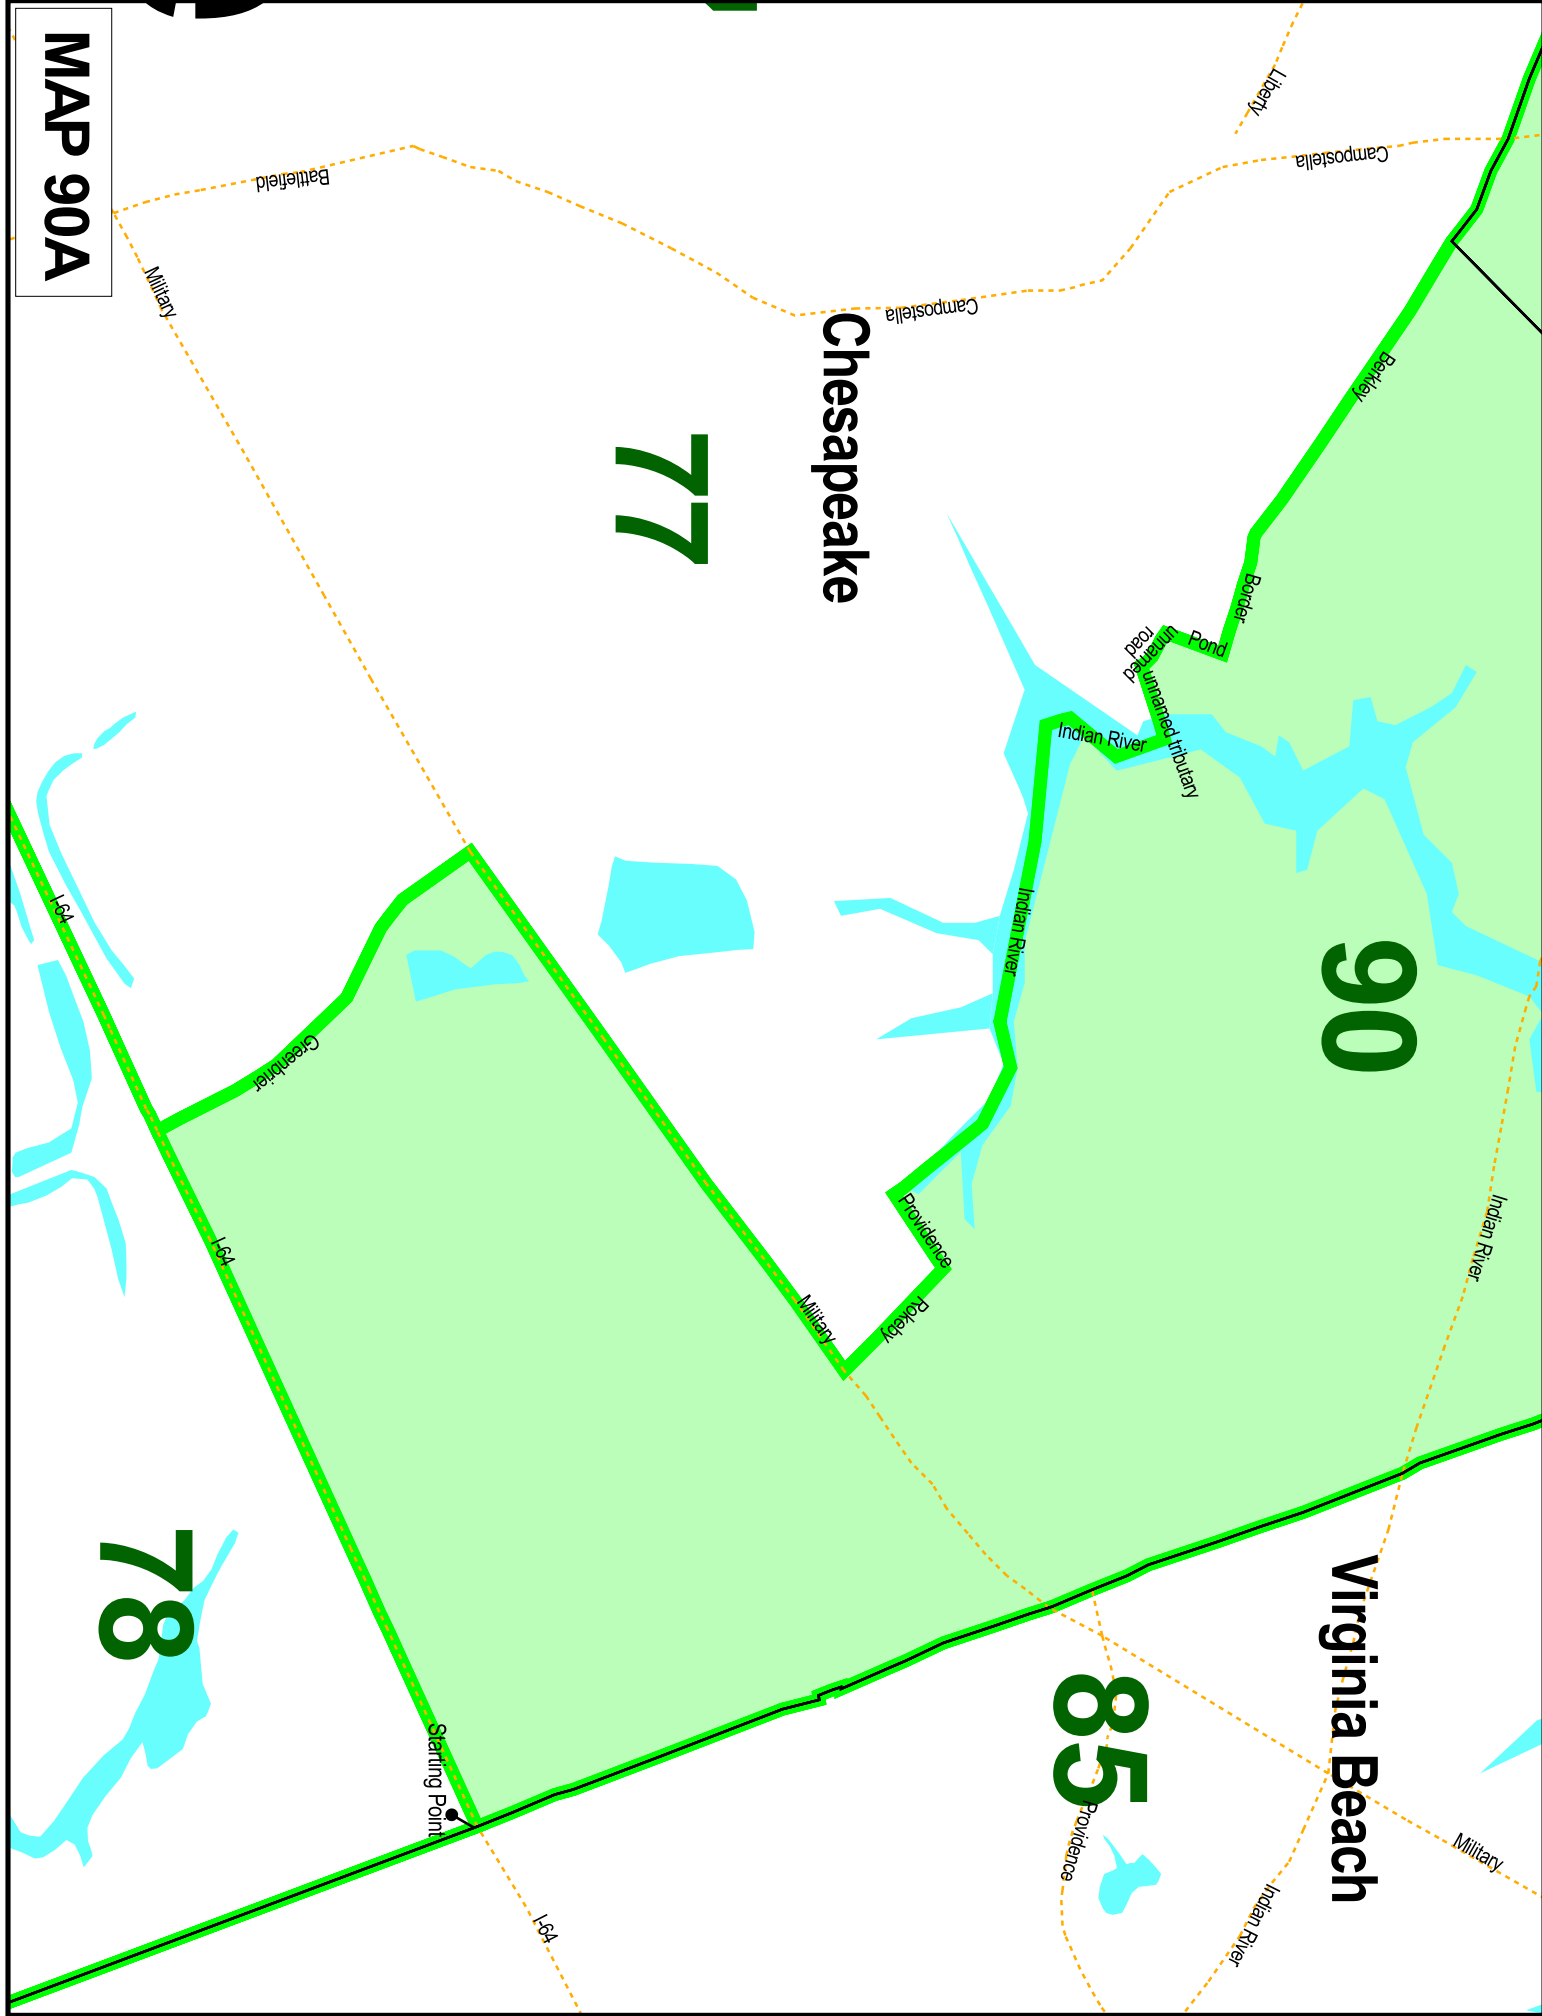 MAP 90A
Liberty
Campostella
Battlefield
Military
Campostella
Chesapeake
Berkley
77
Border
Pond
unnamed
road
unnamed tributary
Indian River
Indian River
I-64
90
Greenbrier
Providence
Indian River
I-64
Rokeby
Military
78
Virginia Beach
85
Starting Point
Providence
Military
Indian River
I-64